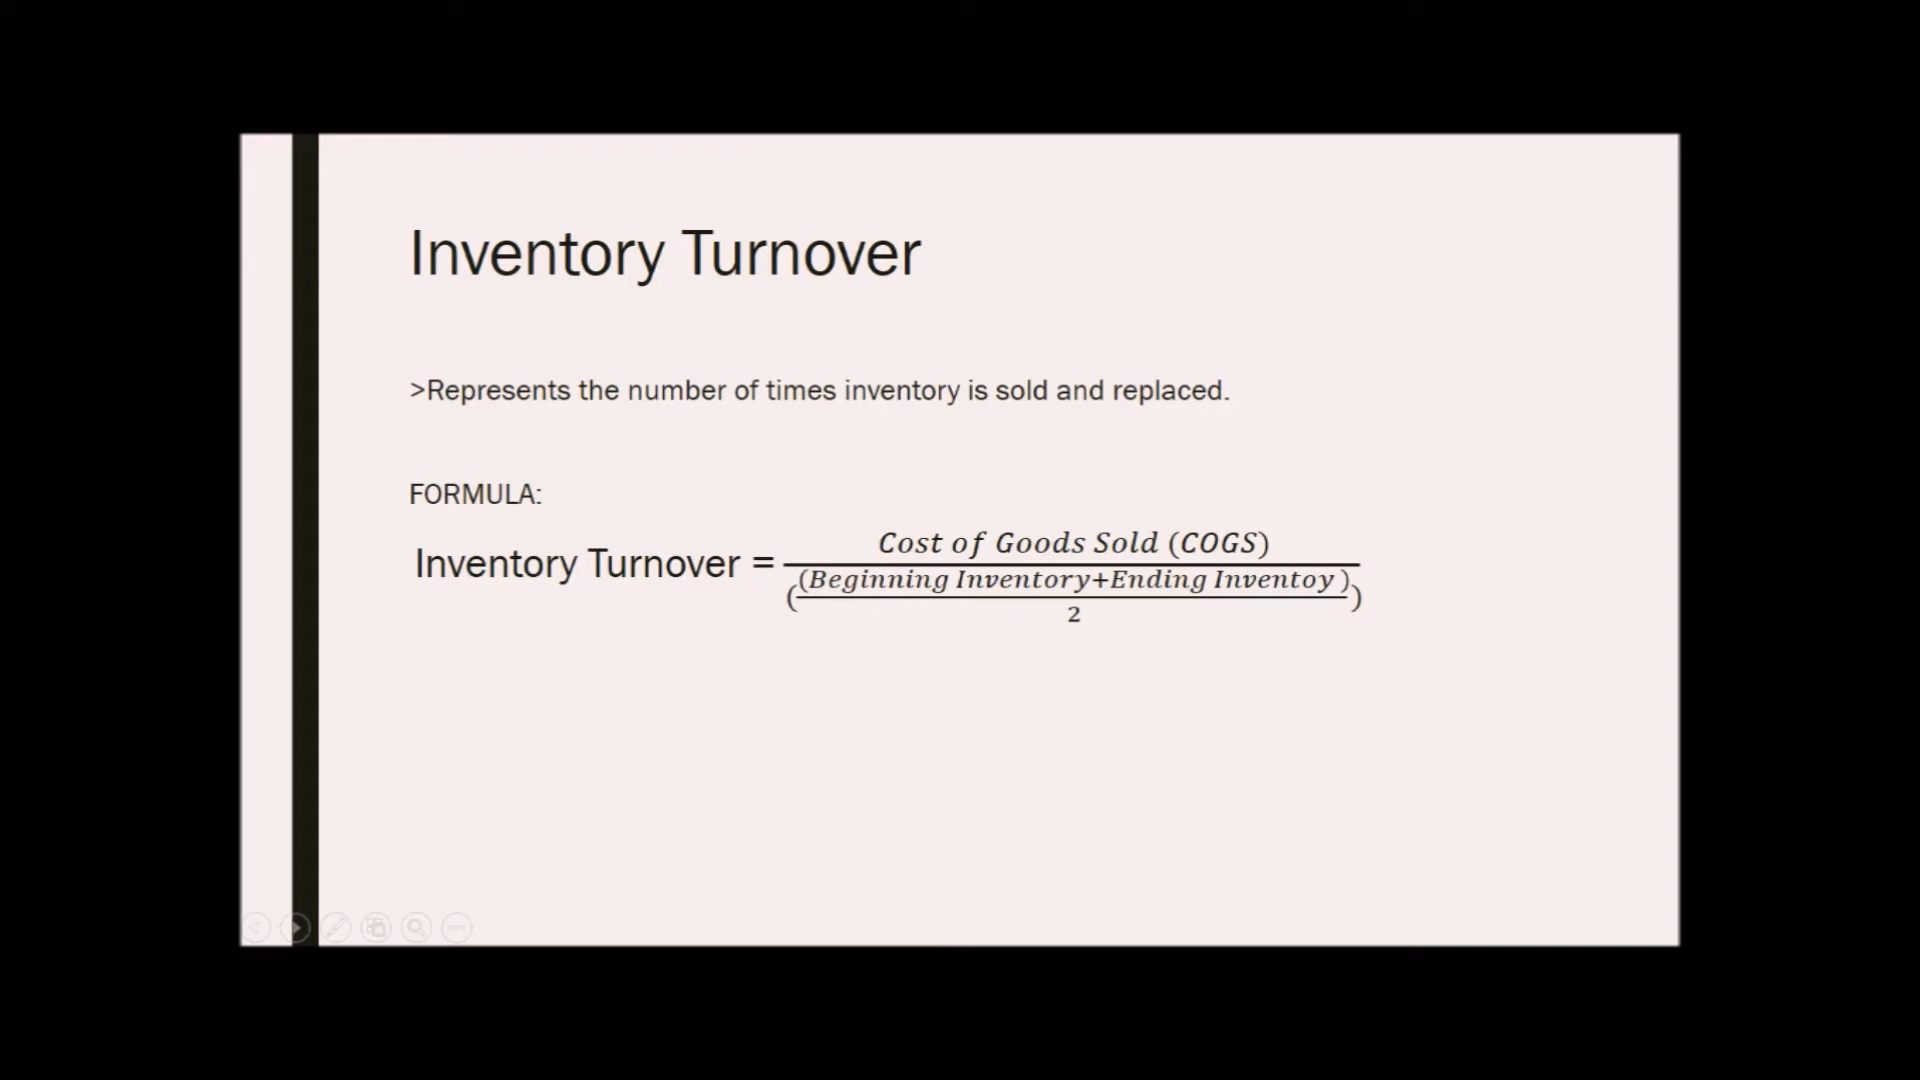 Inventory Turnover
>Represents the number of times inventory is sold and replaced.
FORMULA:
Inventory Turnover = Cost of Goods Sold (COGS)
((Beginning Inventory+Ending Inventoy )
2)